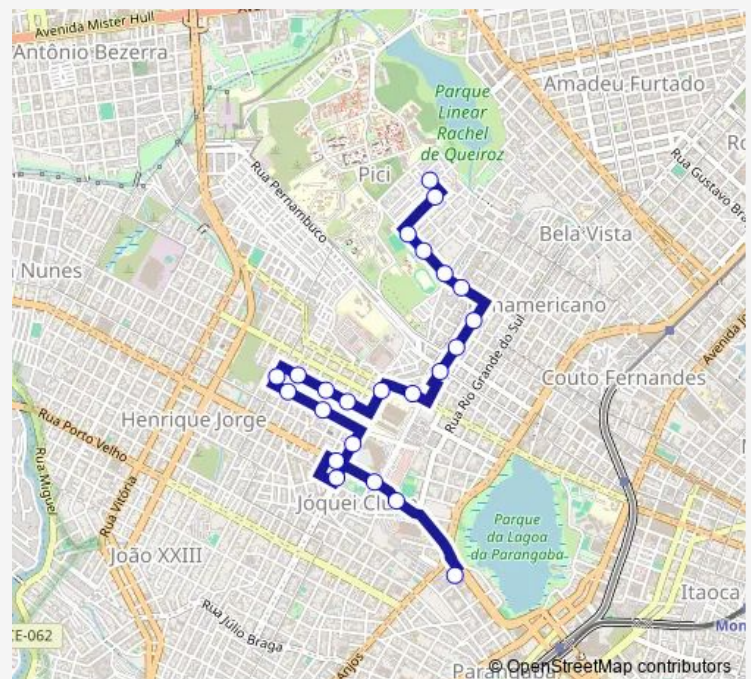 Avenida Mister Hull
Antônio Bezerra
Parque
Linear
Rachel
de Queiroz
Amadeu Furtado
Rua Gustavo
Pici
Rua Pernambuco
Bela Vista
Nunes
namericano
Rua Rio Grande do Sul
Avenida
Couto Fernandes
Henrique Jorge
Rua Porto Velho
Rua Miguel
Rua Vitória
Jóquei Clu
Parque
da Lagoa
da Parangaba
João XXIII
Itaoca
Rua Júlio Braga
CE-062
Mon
Anjos
Parangaba
© OpenStreetMap contributors